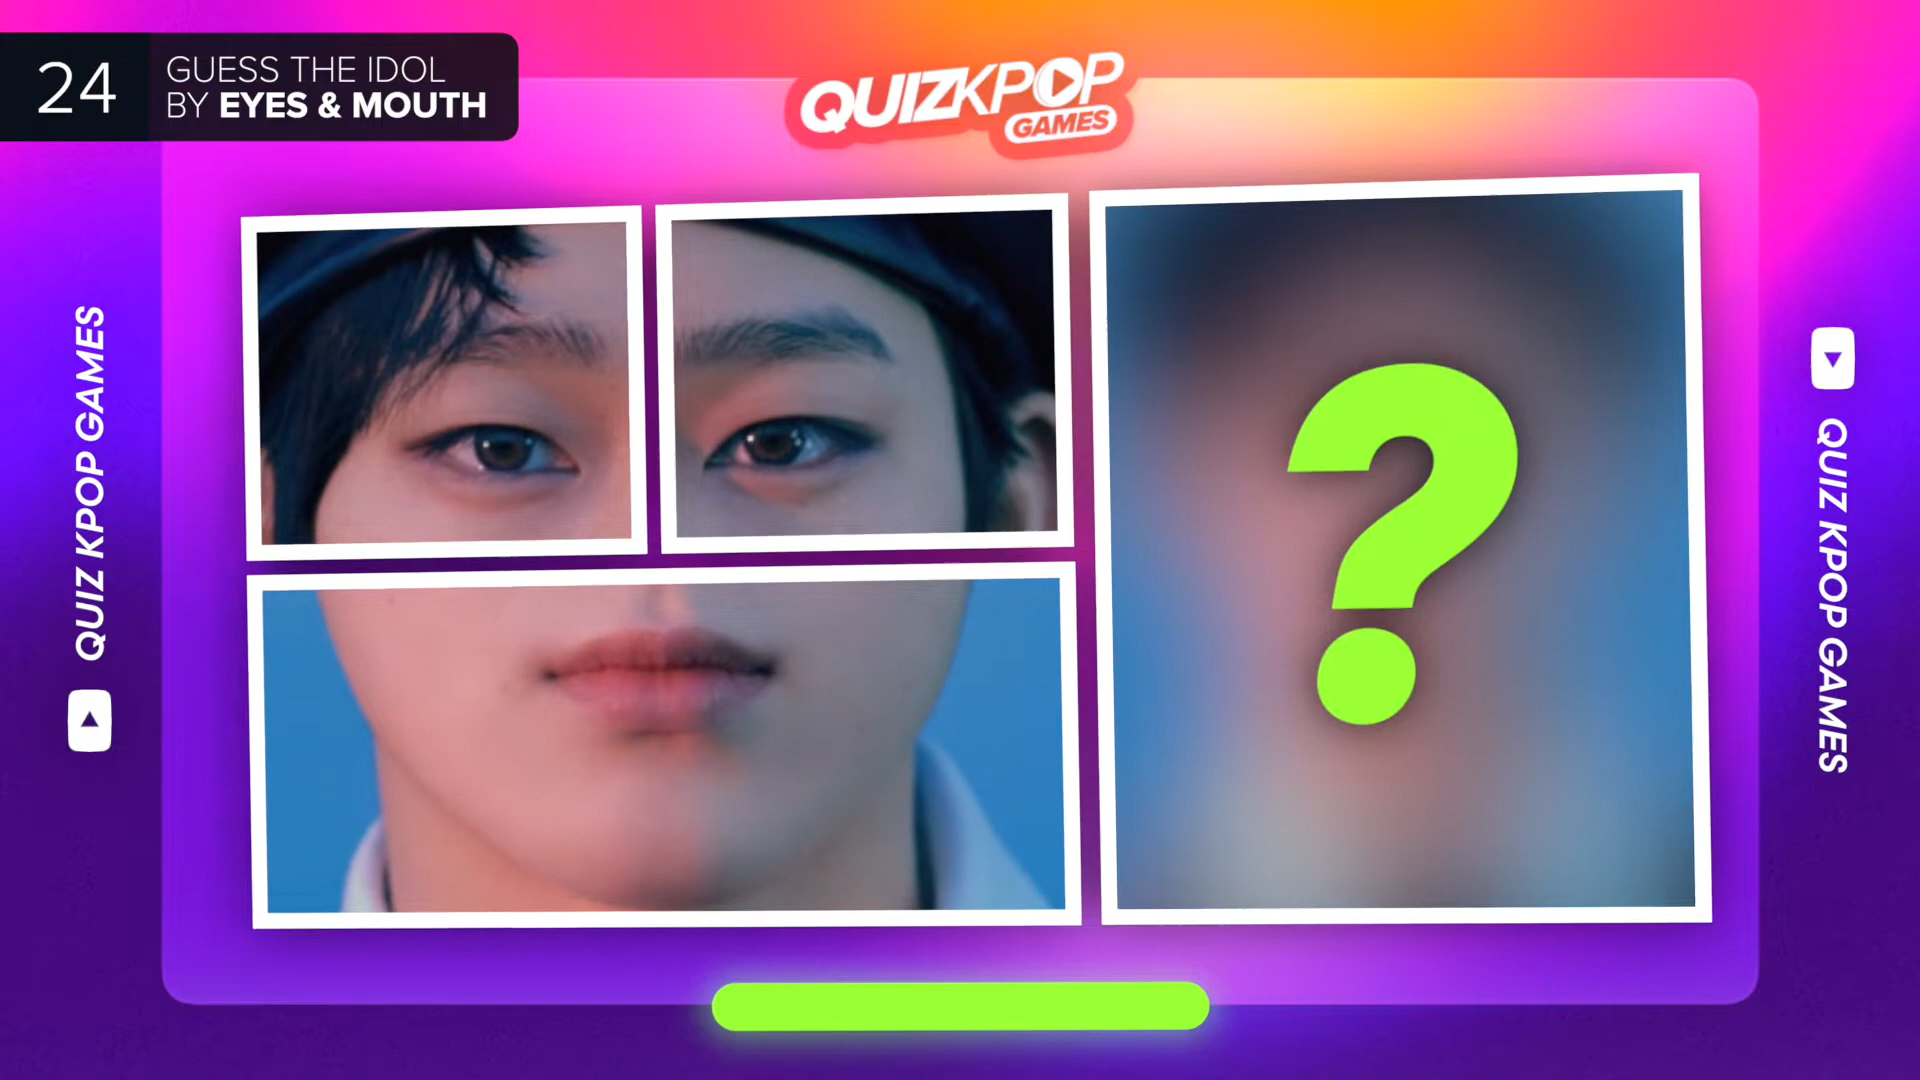 24
GUESS THE IDOL
BY EYES & MOUTH
QUIZKPOP
GAMES
QUIZ KPOP GAMES
QUIZ KPOP GAMES
?